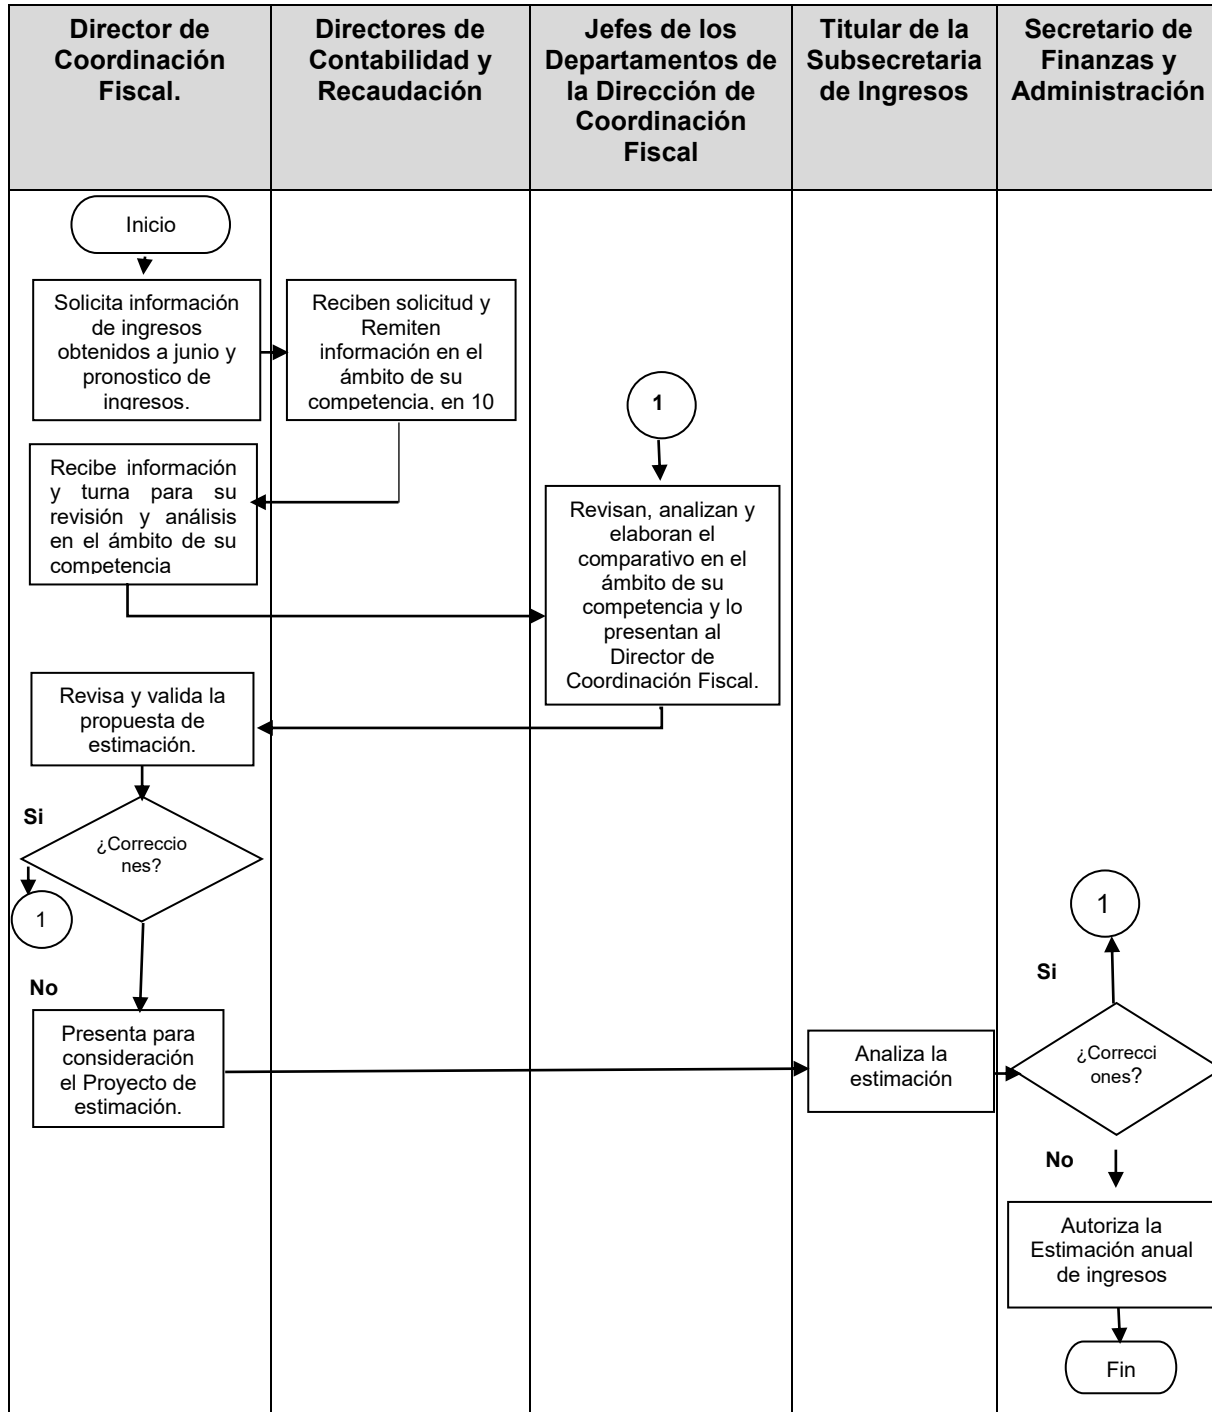 Director de
Coordinación
Fiscal.
Directores de
Contabilidad y
Recaudación
Jefes de los
Departamentos de
la Dirección de
Coordinación
Fiscal
Titular de la
Subsecretaria
de Ingresos
Secretario de
Finanzas y
Administración
Inicio
Solicita información
de ingresos
obtenidos a junio y
pronostico de
ingresos.
Reciben solicitud y
Remiten
información en el
ámbito de su
competencia, en 10
1
Recibe información
y turna para su
revisión y análisis
en el ámbito de su
competencia
Revisan, analizan y
elaboran el
comparativo en el
ámbito de su
competencia y lo
presentan al
Director de
Coordinación Fiscal.
Revisa y valida la
propuesta de
estimación.
Si
¿Correccio
nes?
1
No
Presenta para
consideración
el Proyecto de
estimación.
Analiza la
estimación
1
Si
¿Correcci
ones?
No
Autoriza la
Estimación anual
de ingresos
Fin